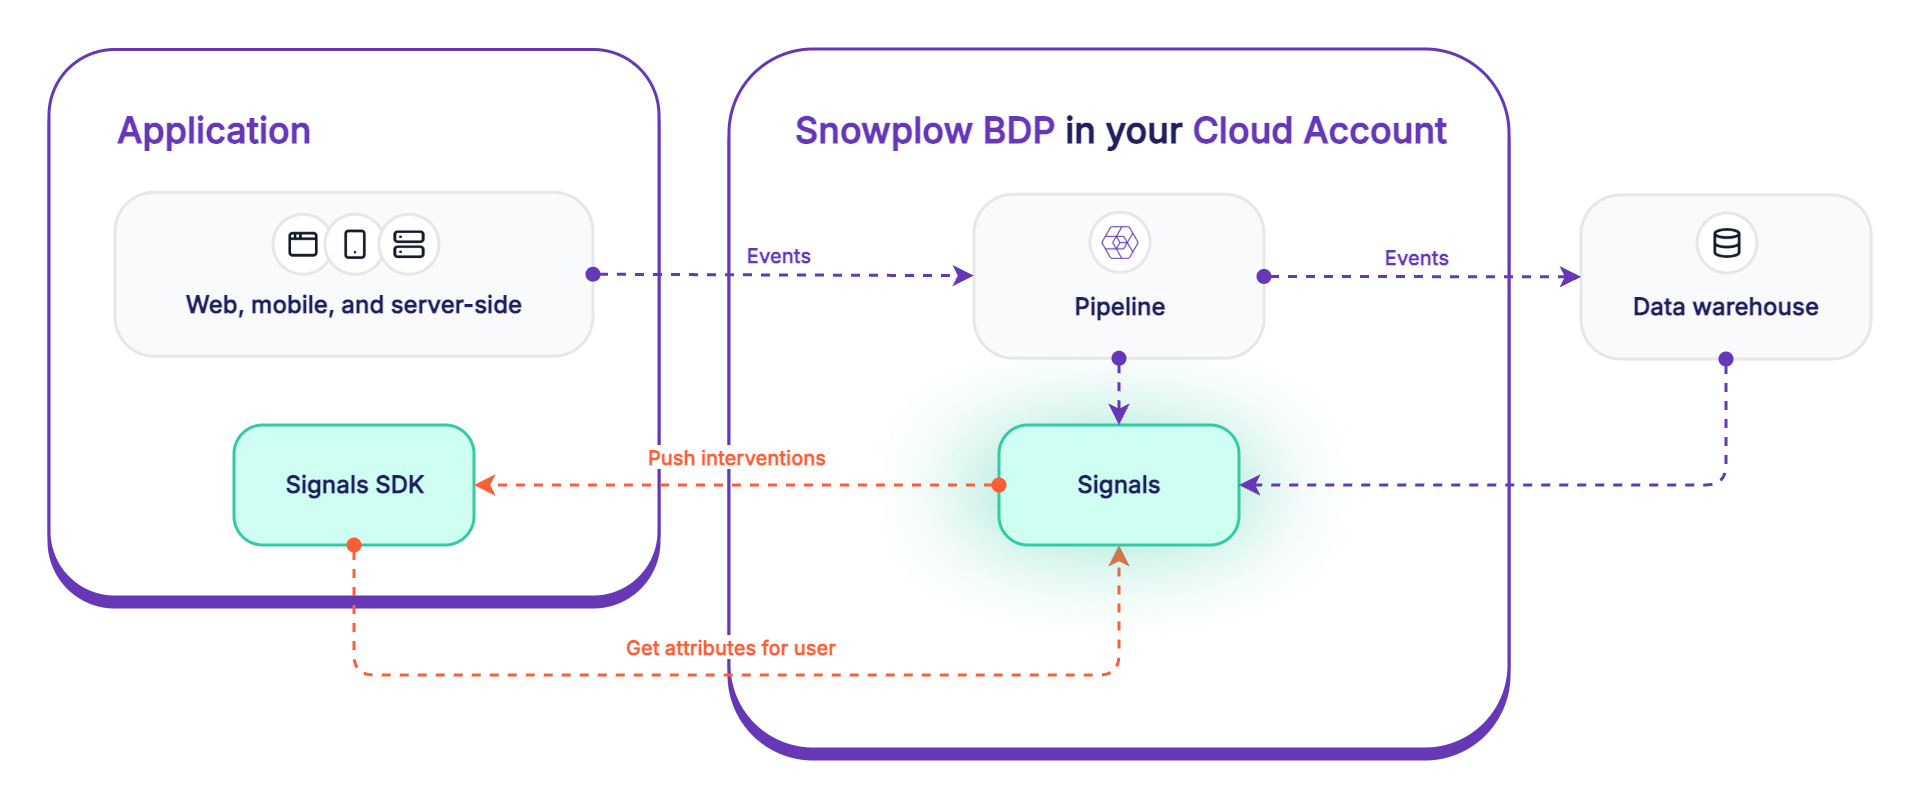 Application
Snowplow BDP in your Cloud Account
Web, mobile, and server-side
Events
Pipeline
Events
Data warehouse
Signals SDK
Push interventions
Signals
Get attributes for user